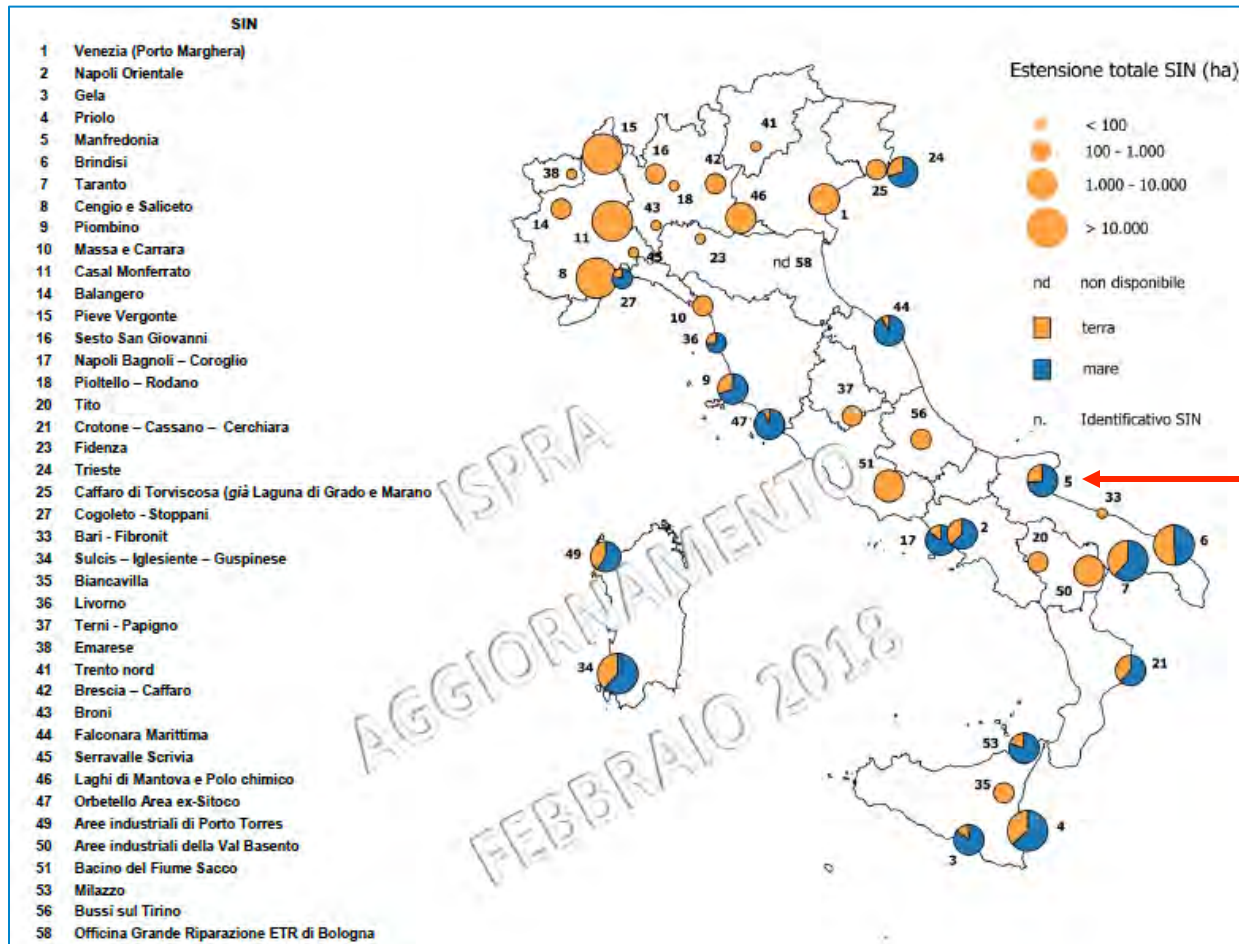 SIN
1 Venezia (Porto Marghera)
2 Napoli Orientale
3 Gela
4 Priolo
5 Manfredonia
6 Brindisi
7 Taranto
8 Cengio e Saliceto
9 Piombino
10 Massa e Carrara
11 Casal Monferrato
14 Balangero
15 Pieve Vergonte
16 Sesto San Giovanni
17 Napoli Bagnoli – Coroglio
18 Pioltello – Rodano
20 Tito
21 Crotone – Cassano – Cerchiara
23 Fidenza
24 Trieste
25 Caffaro di Torviscosa (già Laguna di Grado e Marano
27 Cogoleto - Stoppani
33 Bari - Fibronit
34 Sulcis – Iglesiente – Guspinese
35 Biancavilla
36 Livorno
37 Terni - Papigno
38 Emarese
41 Trento nord
42 Brescia – Caffaro
43 Broni
44 Falconara Marittima
45 Serravalle Scrivia
46 Laghi di Mantova e Polo chimico
47 Orbetello Area ex-Sitoco
49 Aree industriali di Porto Torres
50 Aree industriali della Val Basento
51 Bacino del Fiume Sacco
53 Milazzo
56 Bussi sul Tirino
58 Officina Grande Riparazione ETR di Bologna
15
16
41
42
24
38
18
46
25
14
11
43
1
45
23
nd 58
8
27
10
44
36
9
37
56
47
51
5
33
17
2
20
6
49
50
7
34
21
53
35
4
3
ISPRA
AGGIORNAMENTO
FEBBRAIO 2018
Estensione totale SIN (ha)
< 100
100 - 1.000
1.000 - 10.000
> 10.000
nd non disponibile
terra
mare
n. Identificativo SIN